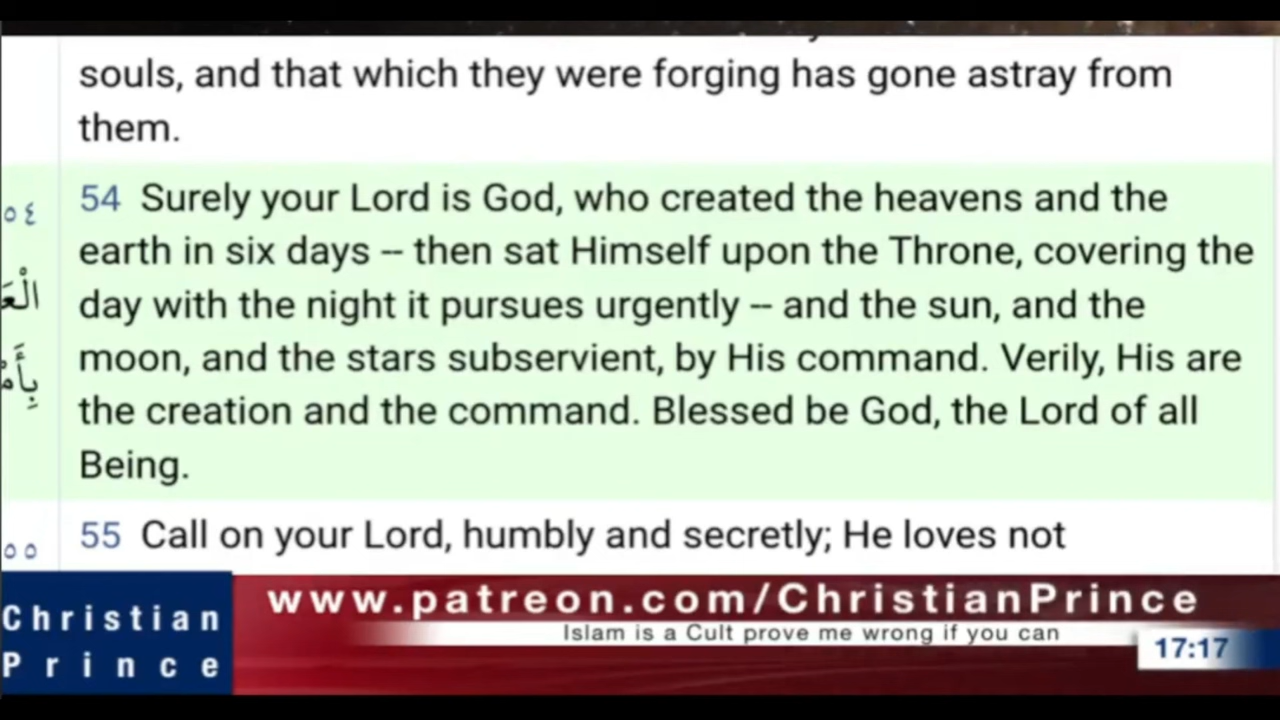 souls, and that which they were forging has gone astray from
them.
٥٤
54 Surely your Lord is God, who created the heavens and the
earth in six days -- then sat Himself upon the Throne, covering the
day with the night it pursues urgently -- and the sun, and the
moon, and the stars subservient, by His command. Verily, His are
the creation and the command. Blessed be God, the Lord of all
Being.
٥٥
55 Call on your Lord, humbly and secretly; He loves not
Christian
Prince
www.patreon.com/ChristianPrince
Islam is a Cult prove me wrong if you can
17:17